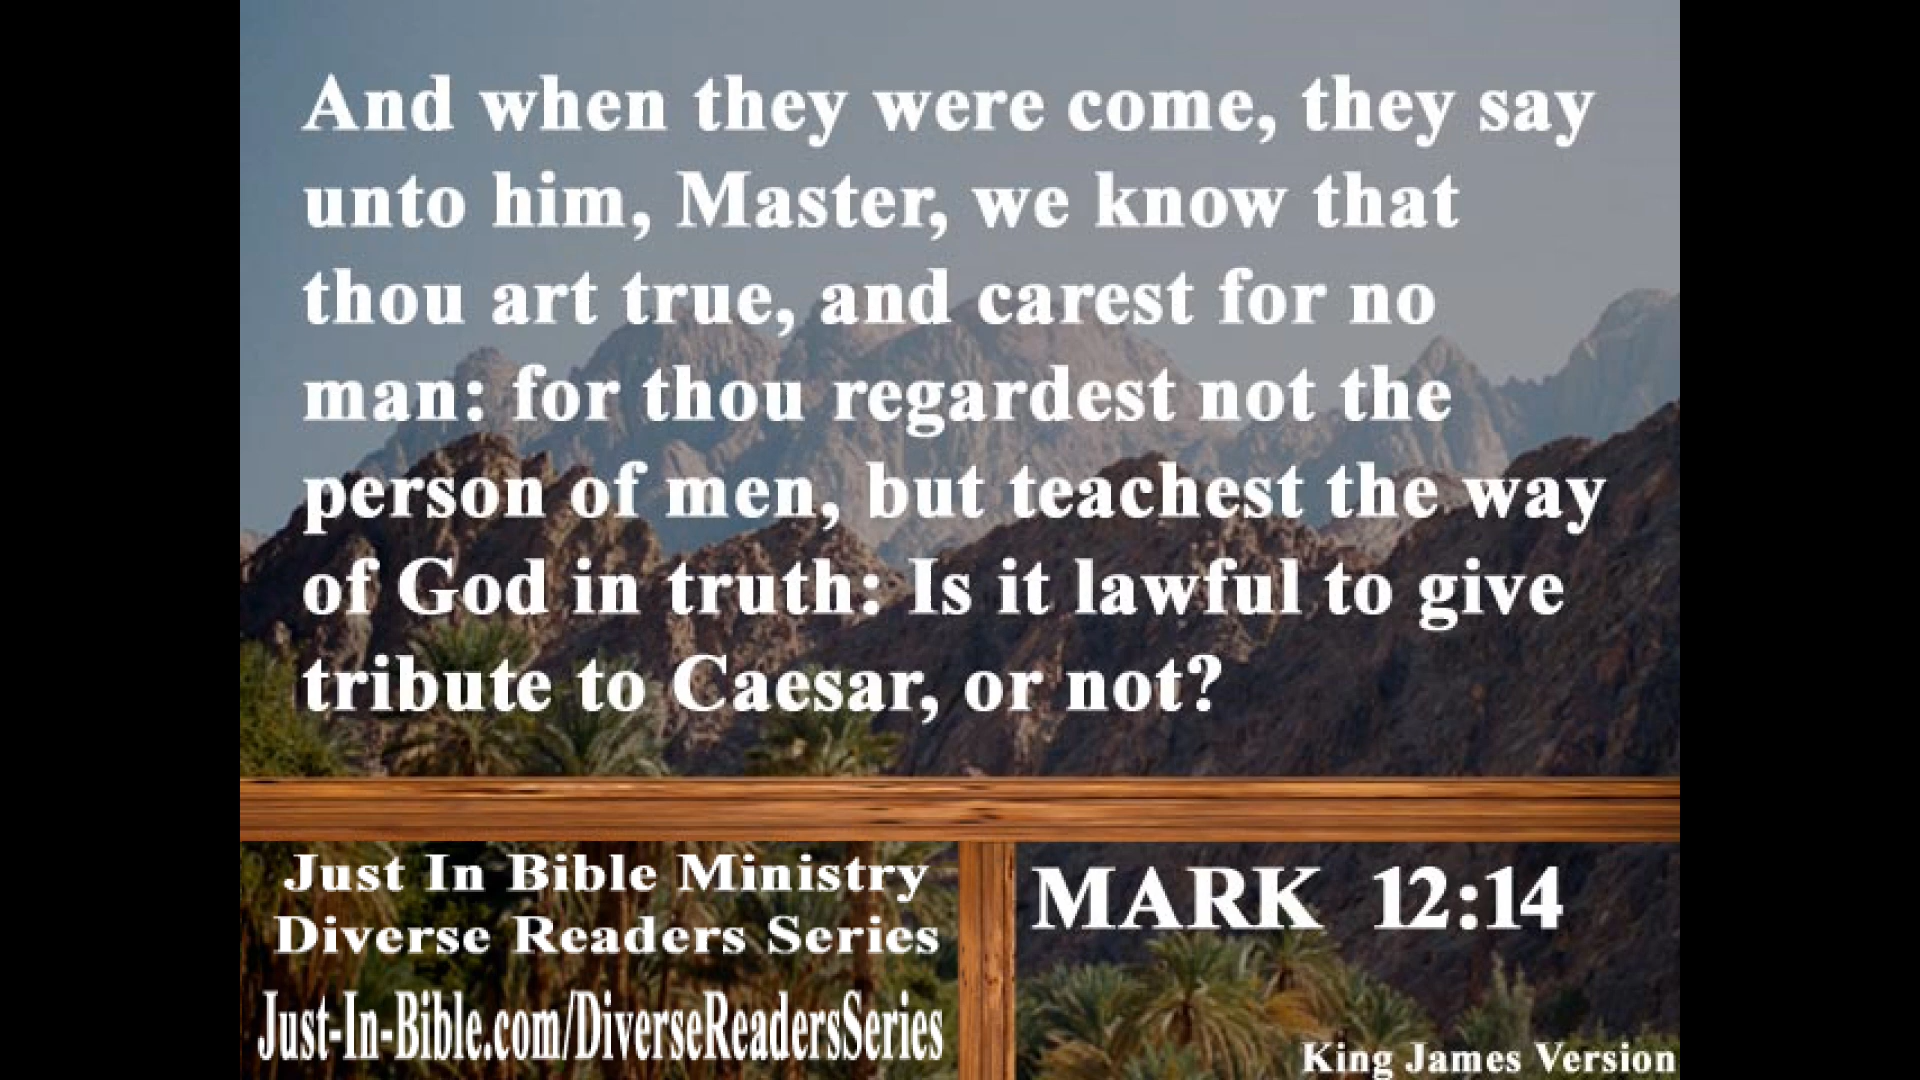 And when they were come, they say
unto him, Master, we know that
thou art true, and carest for no
man: for thou regardest not the
person of men, but teachest the way
of God in truth: Is it lawful to give
tribute to Caesar, or not?
Just In Bible Ministry
Diverse Readers Series
Just-In-Bible.com/DiverseReadersSeries
MARK 12:14
King James Version